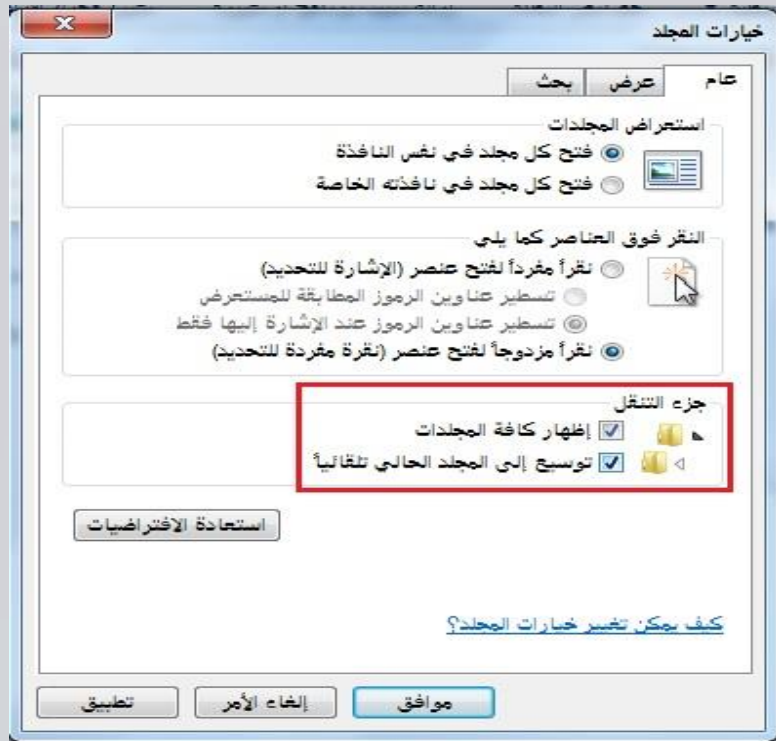 خيارات المجلد
عام
عرض
بحث
استعراض المجلدات
فتح كل مجلد في نفس النافذة
فتح كل مجلد في نافذته الخاصة
النقر فوق العناصر كما يلي
نقراً مفرداً لفتح عنصر (الإشارة للتحديد)
تسطير عناوين الرموز المطابقة للمستعرض
تسطير عناوين الرموز عند الإشارة إليها فقط
نقراً مزدوجاً لفتح عنصر (نقرة مفردة للتحديد)
جزء التنقل
إظهار كافة المجلدات
توسيع إلى المجلد الحالي تلقائياً
استعادة الافتراضيات
كيف يمكن تغيير خيارات المجلد؟
موافق
إلغاء الأمر
تطبيق